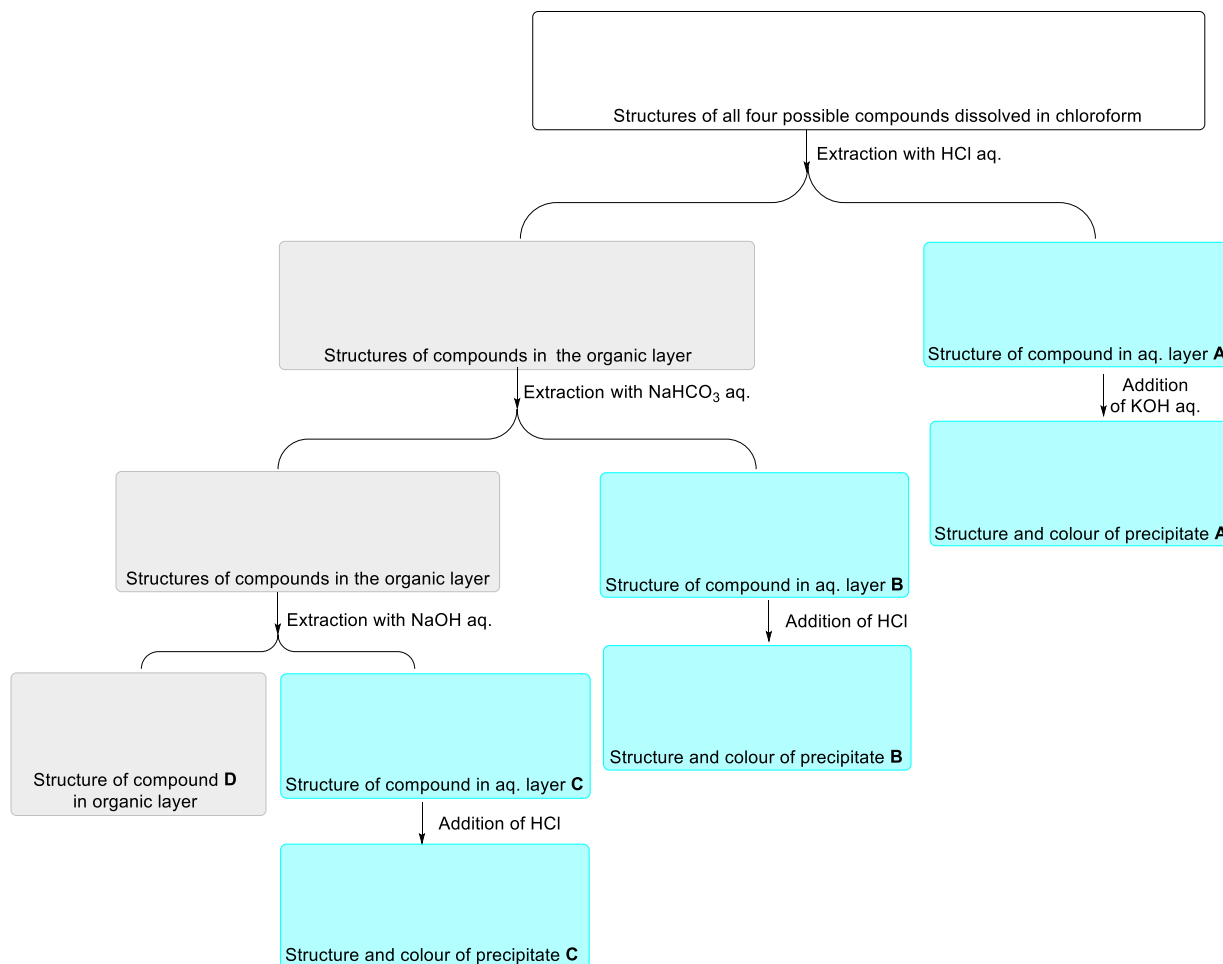 Structures of all four possible compounds dissolved in chloroform
Extraction with HCl aq.
Structures of compounds in the organic layer
Structure of compound in aq. layer A
Extraction with NaHCO3 aq.
Addition
of KOH aq.
Structure and colour of precipitate A
Structures of compounds in the organic layer
Structure of compound in aq. layer B
Extraction with NaOH aq.
Addition of HCl
Structure and colour of precipitate B
Structure of compound D
in organic layer
Structure of compound in aq. layer C
Addition of HCl
Structure and colour of precipitate C